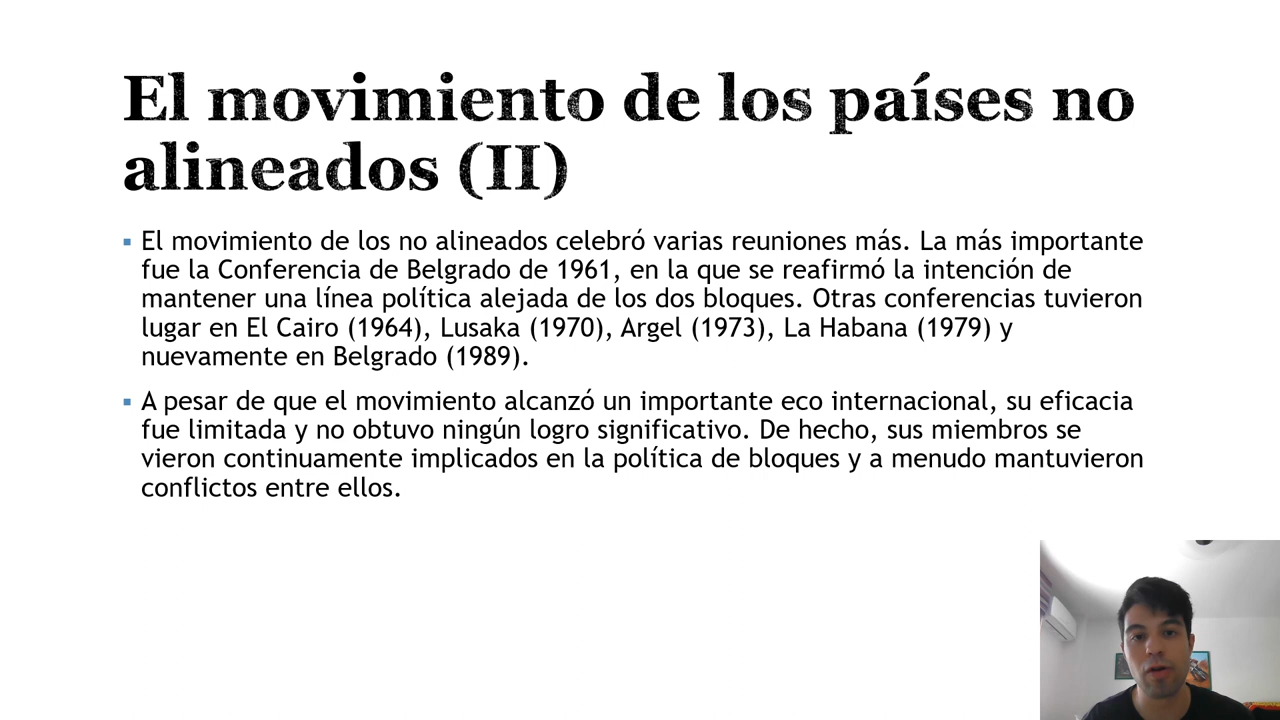 El movimiento de los países no
alineados (II)
El movimiento de los no alineados celebró varias reuniones más. La más importante
fue la Conferencia de Belgrado de 1961, en la que se reafirmó la intención de
mantener una línea política alejada de los dos bloques. Otras conferencias tuvieron
lugar en El Cairo (1964), Lusaka (1970), Argel (1973), La Habana (1979) y
nuevamente en Belgrado (1989).
A pesar de que el movimiento alcanzó un importante eco internacional, su eficacia
fue limitada y no obtuvo ningún logro significativo. De hecho, sus miembros se
vieron continuamente implicados en la política de bloques y a menudo mantuvieron
conflictos entre ellos.